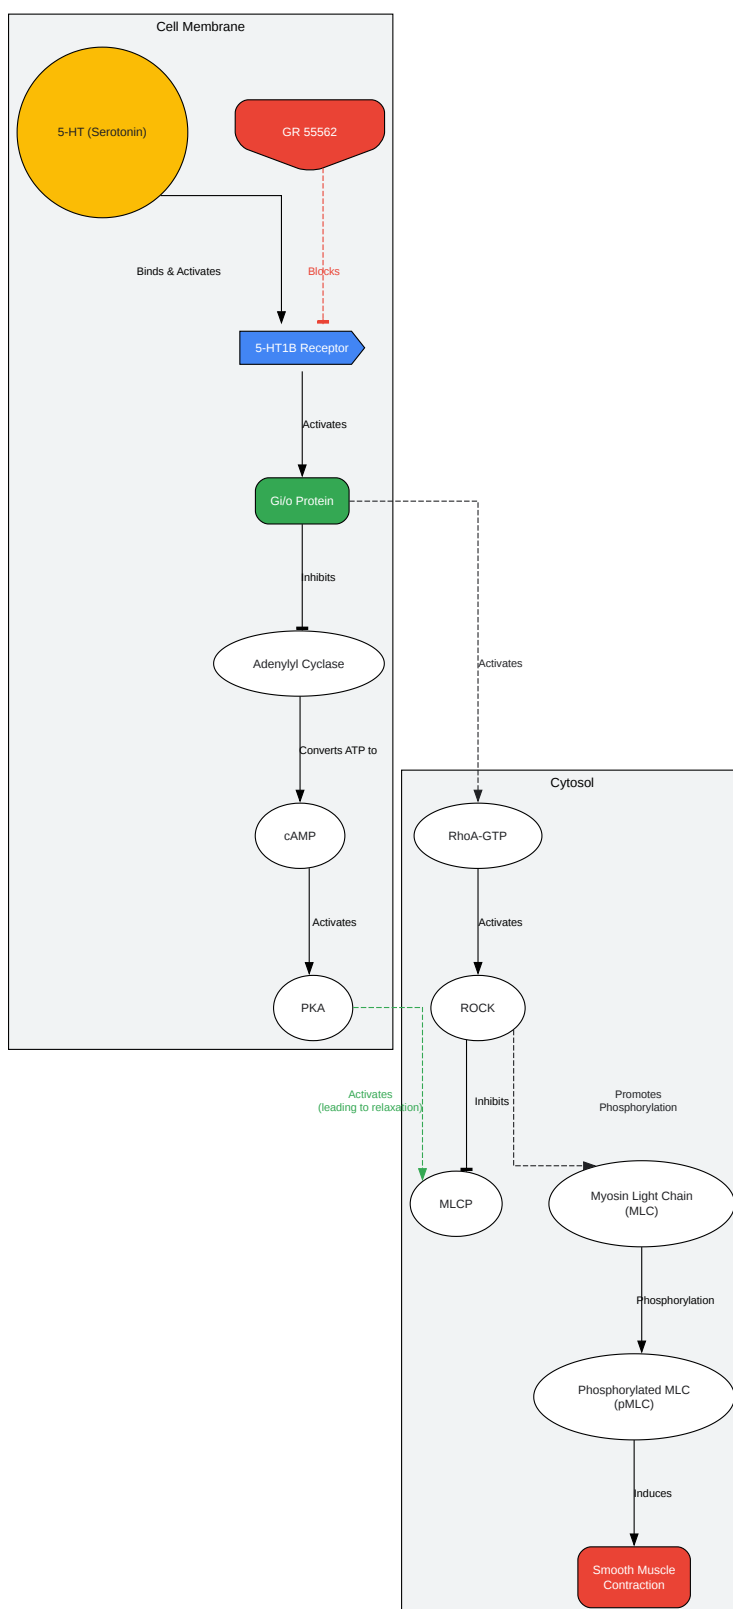 Cell Membrane
5-HT (Serotonin)
GR 55562
Binds & Activates
Blocks
5-HT1B Receptor
Activates
Gi/o Protein
Inhibits
Adenylyl Cyclase
Activates
Converts ATP to
Cytosol
cAMP
RhoA-GTP
Activates
Activates
PKA
ROCK
Activates
(leading to relaxation)
Inhibits
Promotes
Phosphorylation
MLCP
Myosin Light Chain
(MLC)
Phosphorylation
Phosphorylated MLC
(pMLC)
Induces
Smooth Muscle
Contraction